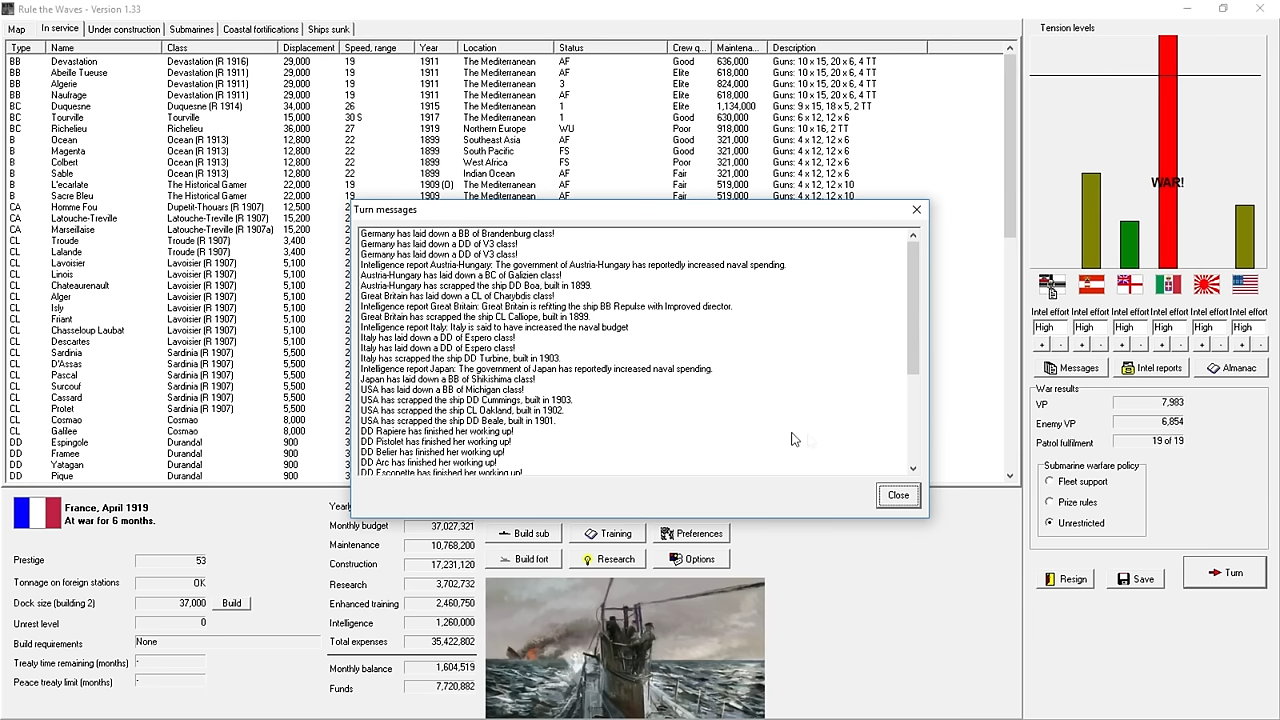 Rule the Waves - Version 1.33
Map In service Under construction Submarines Coastal fortifications Ships sunk
Type Name Class Displacement Speed, range Year Location Status Crew q... Maintena... Description
BB Devastation Devastation (R 1916) 29,000 19 1911 The Mediterranean AF Good 636,000 Guns: 10 x 15, 20 x 6, 4 TT
BB Abeille Tueuse Devastation (R 1911) 29,000 19 1911 The Mediterranean AF Elite 618,000 Guns: 10 x 15, 20 x 6, 4 TT
BB Algerie Devastation (R 1911) 29,000 19 1911 The Mediterranean 3 Elite 824,000 Guns: 10 x 15, 20 x 6, 4 TT
BB Naufrage Devastation (R 1911) 29,000 19 1911 The Mediterranean AF Elite 618,000 Guns: 10 x 15, 20 x 6, 4 TT
BC Duquesne Duquesne (R 1914) 34,000 26 1915 The Mediterranean 1 Elite 1,134,000 Guns: 9 x 15, 18 x 5, 2 TT
BC Tourville Tourville 15,000 30 S 1917 The Mediterranean 1 Good 630,000 Guns: 6 x 12, 12 x 6
BC Richelieu Richelieu 36,000 27 1919 Northern Europe WU Poor 918,000 Guns: 10 x 16, 2 TT
B Ocean Ocean (R 1913) 12,800 22 1899 Southeast Asia AF Good 321,000 Guns: 4 x 12, 12 x 6
B Magenta Ocean (R 1913) 12,800 22 1899 South Pacific FS Good 321,000 Guns: 4 x 12, 12 x 6
B Colbert Ocean (R 1913) 12,800 22 1899 West Africa FS Poor 321,000 Guns: 4 x 12, 12 x 6
B Sable Ocean (R 1913) 12,800 22 1899 Indian Ocean AF Fair 321,000 Guns: 4 x 12, 12 x 6
B L'ecarlate The Historical Gamer 22,000 19 1909 (O) The Mediterranean AF Fair 519,000 Guns: 4 x 12, 12 x 10
B Sacre Bleu The Historical Gamer 22,000 19 1909 The Mediterranean AF Fair 519,000 Guns: 4 x 12, 12 x 10
CA Homme Fou Dupetit-Thouars (R 1907) 12,500 2
CA Latouche-Treville Latouche-Treville (R 1907) 15,200 2
CA Marseillaise Latouche-Treville (R 1907a) 15,200 2
CL Troude Troude (R 1907) 3,400 2
CL Lalande Troude (R 1907) 3,400 2
CL Lavoisier Lavoisier (R 1907) 5,100 2
CL Linois Lavoisier (R 1907) 5,100 2
CL Chateaurenault Lavoisier (R 1907) 5,100 2
CL Alger Lavoisier (R 1907) 5,100 2
CL Isly Lavoisier (R 1907) 5,100 2
CL Friant Lavoisier (R 1907) 5,100 2
CL Chasseloup Laubat Lavoisier (R 1907) 5,100 2
CL Descartes Lavoisier (R 1907) 5,100 2
CL Sardinia Sardinia (R 1907) 5,500 2
CL D'Assas Sardinia (R 1907) 5,500 2
CL Pascal Sardinia (R 1907) 5,500 2
CL Surcouf Sardinia (R 1907) 5,500 2
CL Cassard Sardinia (R 1907) 5,500 2
CL Protet Sardinia (R 1907) 5,500 2
CL Cosmao Cosmao 8,000 2
CL Galilee Cosmao 8,000 2
DD Espingole Durandal 900
DD Framee Durandal 900
DD Yatagan Durandal 900
DD Pique Durandal 900
Turn messages
Germany has laid down a BB of Brandenburg class!
Germany has laid down a DD of V3 class!
Germany has laid down a DD of V3 class!
Intelligence report Austria-Hungary: The government of Austria-Hungary has reportedly increased naval spending.
Austria-Hungary has laid down a BC of Galizien class!
Austria-Hungary has scrapped the ship DD Boa, built in 1899.
Great Britain has laid down a CL of Charybdis class!
Intelligence report Great Britain: Great Britain is refiting the ship BB Repulse with Improved director.
Great Britain has scrapped the ship CL Calliope, built in 1899.
Intelligence report Italy: Italy is said to have increased the naval budget
Italy has laid down a DD of Espero class!
Italy has laid down a DD of Espero class!
Italy has scrapped the ship DD Turbine, built in 1903.
Intelligence report Japan: The government of Japan has reportedly increased naval spending.
Japan has laid down a BB of Shikishima class!
USA has laid down a BB of Michigan class!
USA has scrapped the ship DD Cummings, built in 1903.
USA has scrapped the ship CL Oakland, built in 1902.
USA has scrapped the ship DD Beale, built in 1901.
DD Rapiere has finished her working up!
DD Pistolet has finished her working up!
DD Belier has finished her working up!
DD Arc has finished her working up!
DD Escopette has finished her working up!
Close
Tension levels
WAR!
Intel effort Intel effort Intel effort Intel effort Intel effort Intel effort
High High High High High High
+ - + - + - + - + - + -
Messages Intel reports Almanac
War results
VP 7,983
Enemy VP 6,854
Patrol fulfilment 19 of 19
Submarine warfare policy
Fleet support
Prize rules
Unrestricted
Turn
Resign Save
France, April 1919
At war for 6 months.
Prestige 53
Tonnage on foreign stations OK
Dock size (building 2) 37,000 Build
Unrest level 0
Build requirements None
Treaty time remaining (months) -
Peace treaty limit (months) -
Monthly budget 37,027,321
Maintenance 10,768,200
Construction 17,231,120
Research 3,702,732
Enhanced training 2,460,750
Intelligence 1,260,000
Total expenses 35,422,802
Monthly balance 1,604,519
Funds 7,720,882
Build sub Training Preferences
Build fort Research Options